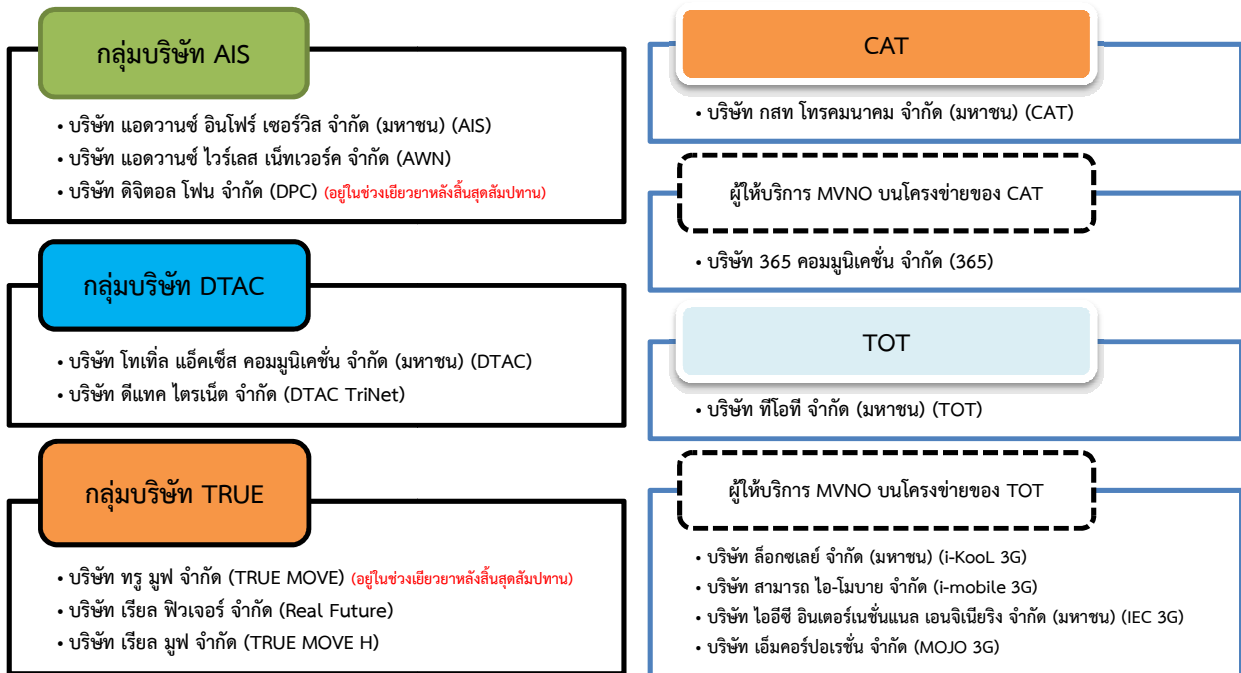 กลุ่มบริษัท AIS
• บริษัท แอดวานซ์ อินโฟร์ เซอร์วิส จำกัด (มหาชน) (AIS)
• บริษัท แอดวานซ์ ไวร์เลส เน็ทเวอร์ค จำกัด (AWN)
• บริษัท ดิจิตอล โฟน จำกัด (DPC) (อยู่ในช่วงเยียวยาหลังสิ้นสุดสัมปทาน)
กลุ่มบริษัท DTAC
• บริษัท โทเทิ่ล แอ็คเซ็ส คอมมูนิเคชั่น จำกัด (มหาชน) (DTAC)
• บริษัท ดีแทค ไตรเน็ต จำกัด (DTAC TriNet)
กลุ่มบริษัท TRUE
• บริษัท ทรู มูฟ จำกัด (TRUE MOVE) (อยู่ในช่วงเยียวยาหลังสิ้นสุดสัมปทาน)
• บริษัท เรียล ฟิวเจอร์ จำกัด (Real Future)
• บริษัท เรียล มูฟ จำกัด (TRUE MOVE H)
CAT
• บริษัท กสท โทรคมนาคม จำกัด (มหาชน) (CAT)
ผู้ให้บริการ MVNO บนโครงข่ายของ CAT
• บริษัท 365 คอมมูนิเคชั่น จำกัด (365)
TOT
• บริษัท ทีโอที จำกัด (มหาชน) (TOT)
ผู้ให้บริการ MVNO บนโครงข่ายของ TOT
• บริษัท ล็อกซเลย์ จำกัด (มหาชน) (i-KooL 3G)
• บริษัท สามารถ ไอ-โมบาย จำกัด (i-mobile 3G)
• บริษัท ไออีซี อินเตอร์เนชั่นแนล เอนจิเนียริง จำกัด (มหาชน) (IEC 3G)
• บริษัท เอ็มคอร์ปอเรชั่น จำกัด (MOJO 3G)